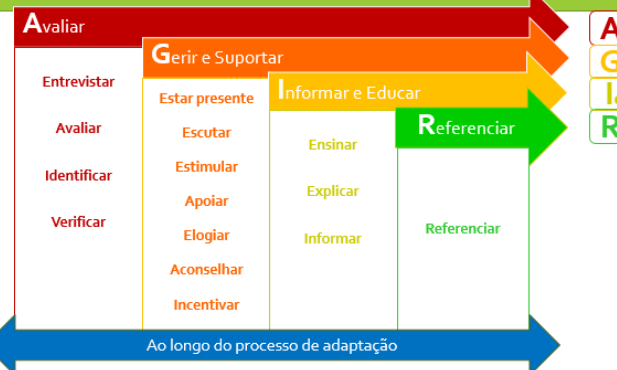 Avaliar
Gerir e Suportar
Informar e Educar
Referenciar
Entrevistar
Avaliar
Identificar
Verificar
Estar presente
Escutar
Estimular
Apoiar
Elogiar
Aconselhar
Incentivar
Ensinar
Explicar
Informar
Referenciar
Ao longo do processo de adaptação
A
G
I
R